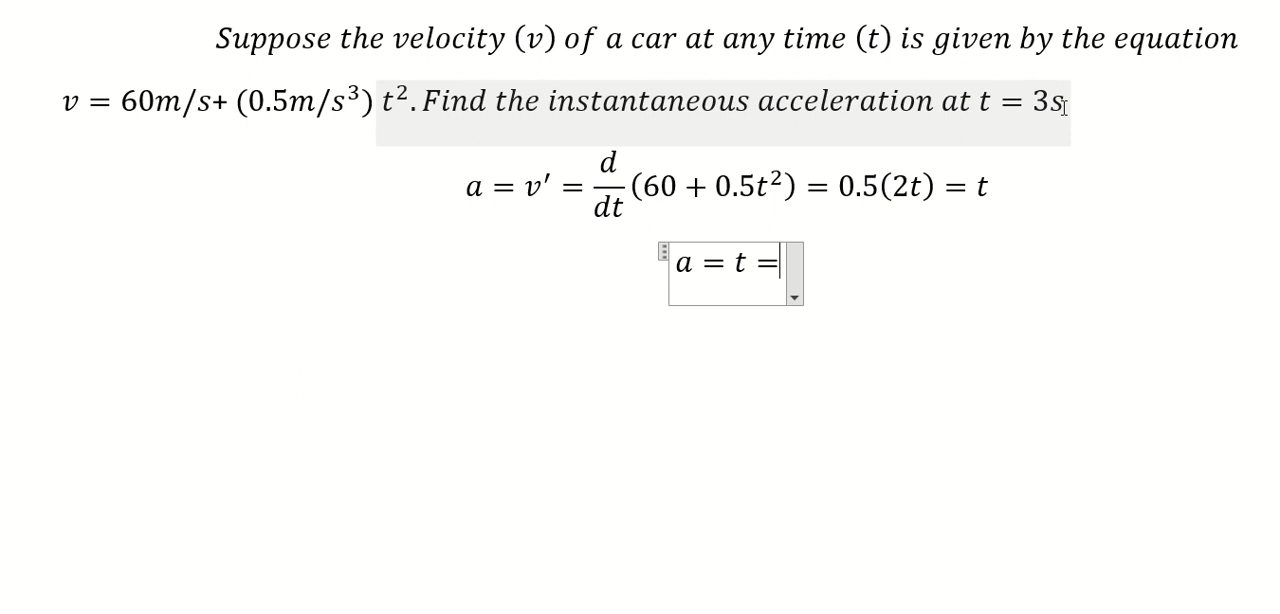 Suppose the velocity (v) of a car at any time (t) is given by the equation
v = 60m/s+ (0.5m/s³) t². Find the instantaneous acceleration at t = 3s
a = v′ = d/dt (60 + 0.5t²) = 0.5(2t) = t
a = t =